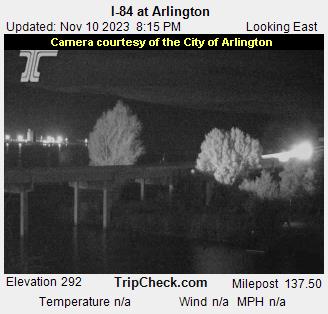 I-84 at Arlington
Updated: Nov 10 2023 8:15 PM Looking East
Camera courtesy of the City of Arlington
Elevation 292 TripCheck.com Milepost 137.50
Temperature n/a Wind n/a MPH n/a